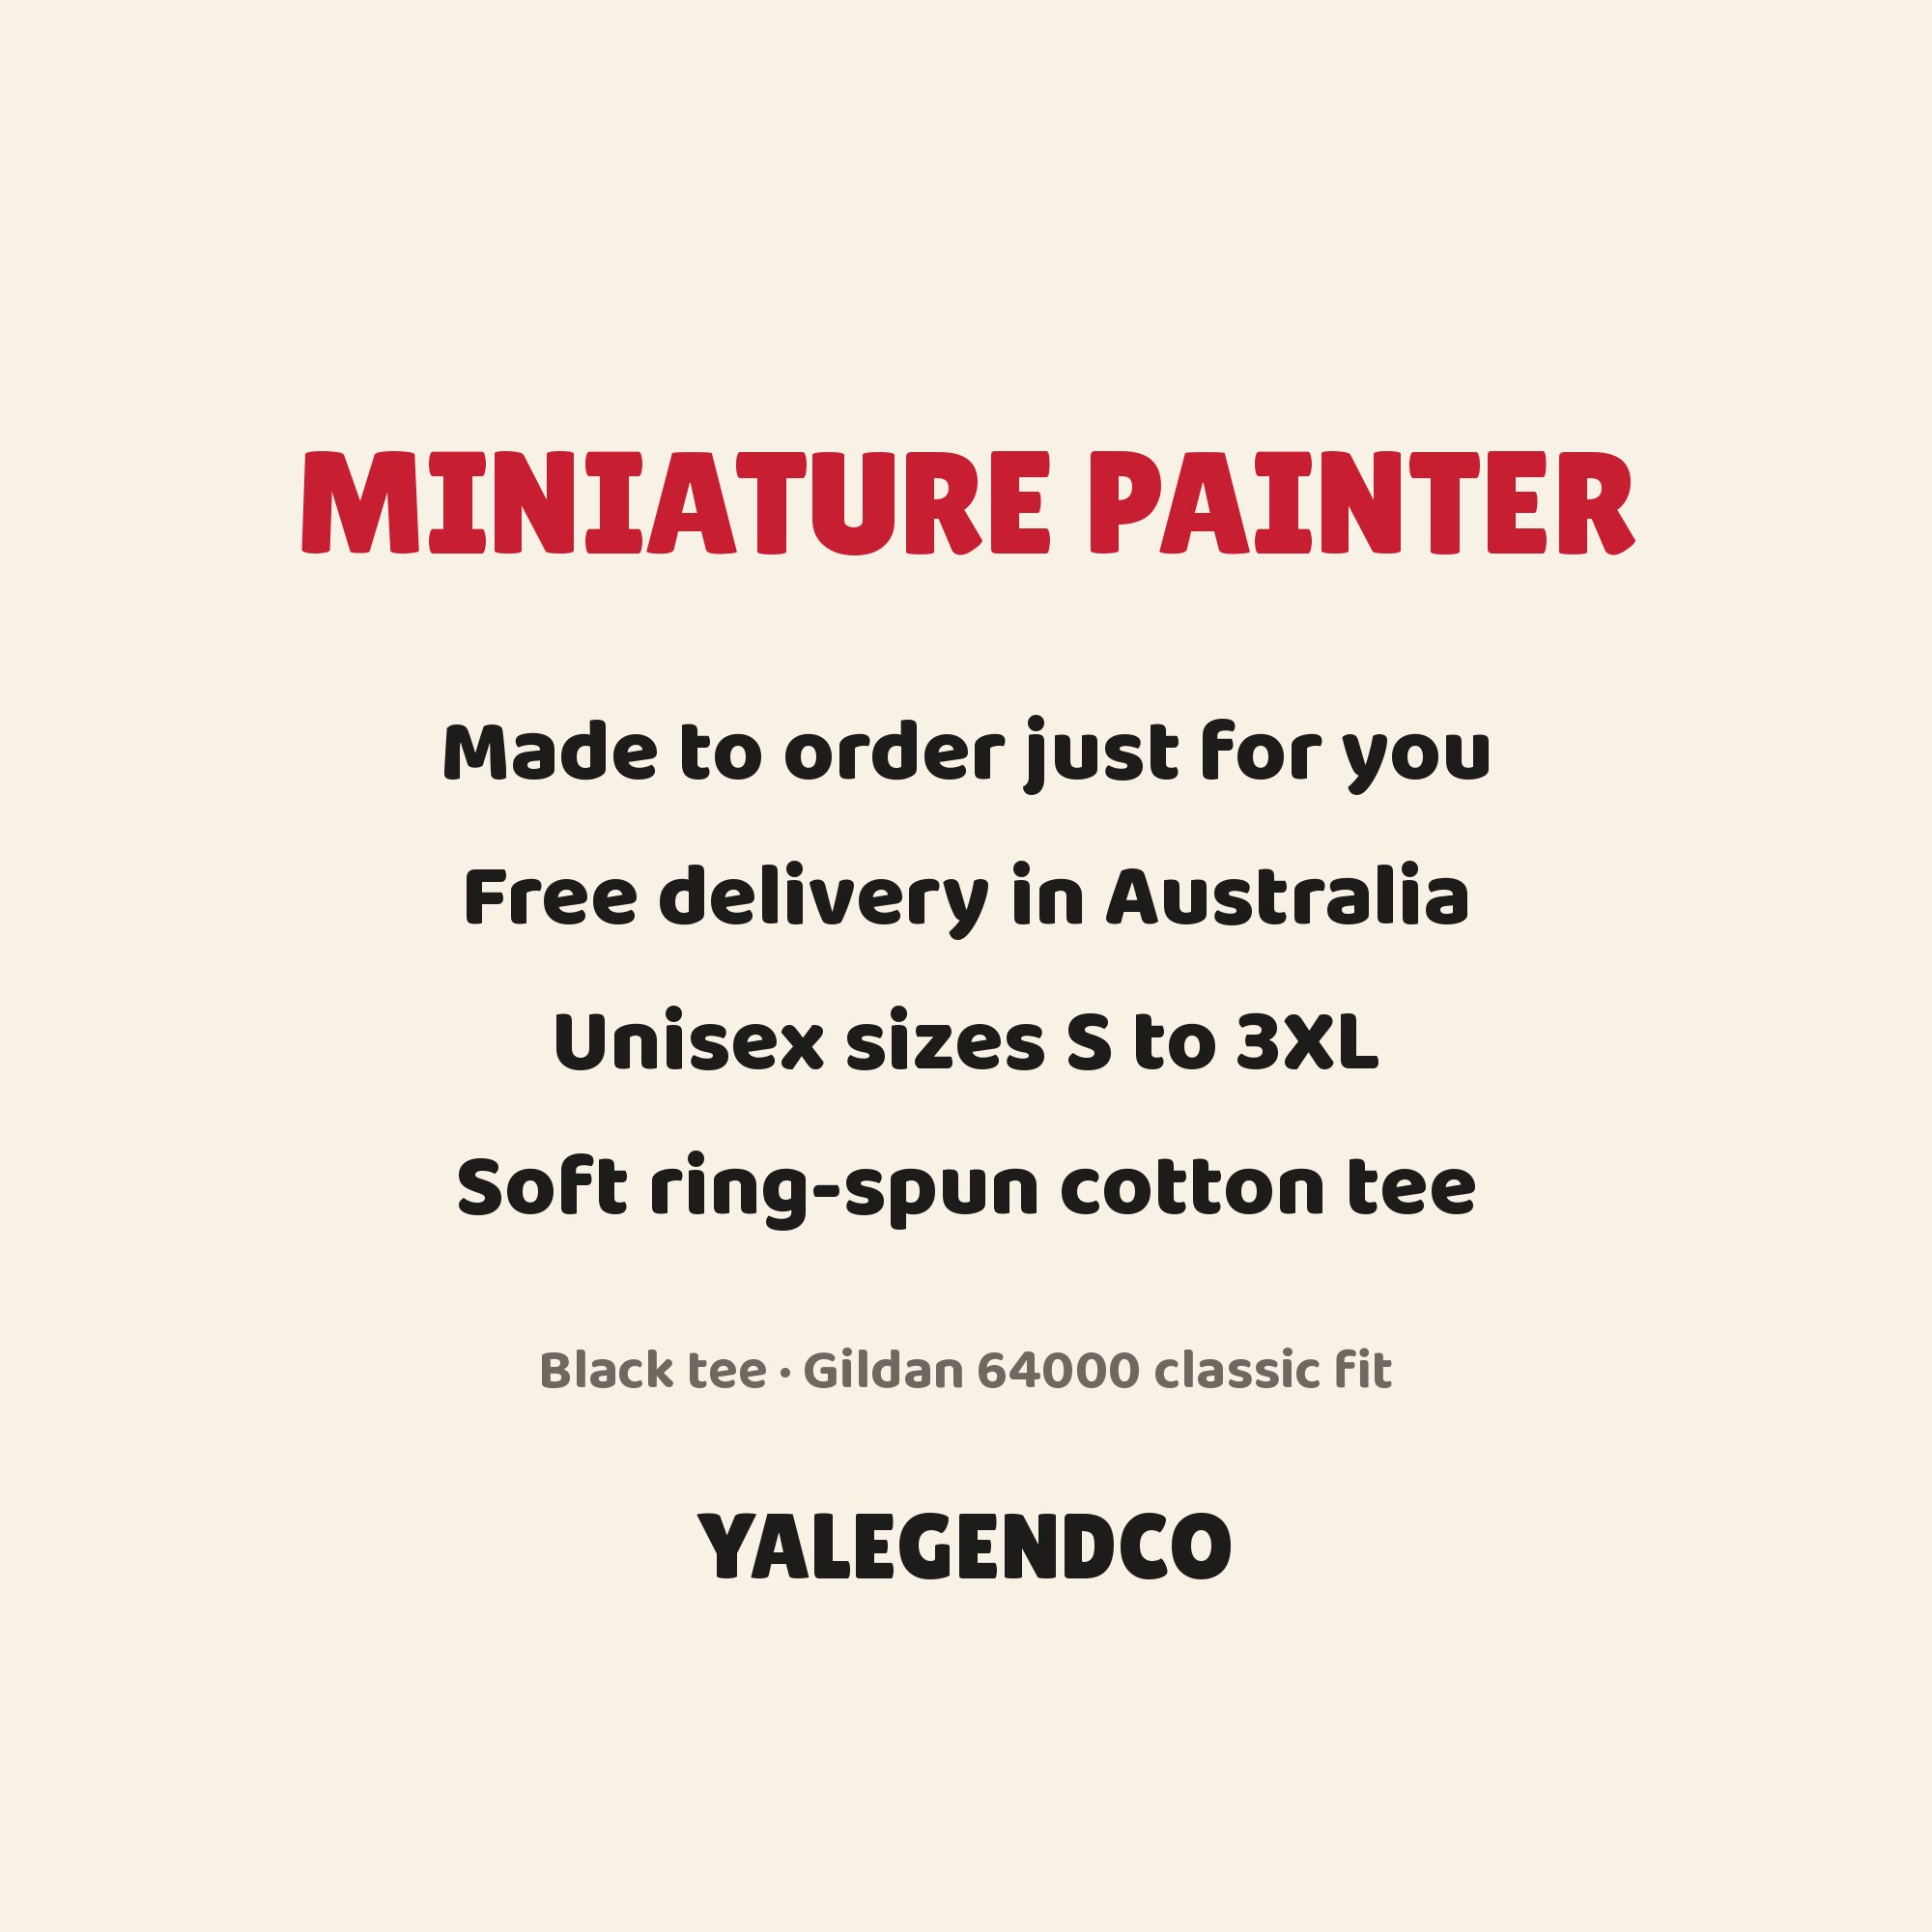 MINIATURE PAINTER
Made to order just for you
Free delivery in Australia
Unisex sizes S to 3XL
Soft ring-spun cotton tee
Black tee • Gildan 64000 classic fit
YALEGENDCO